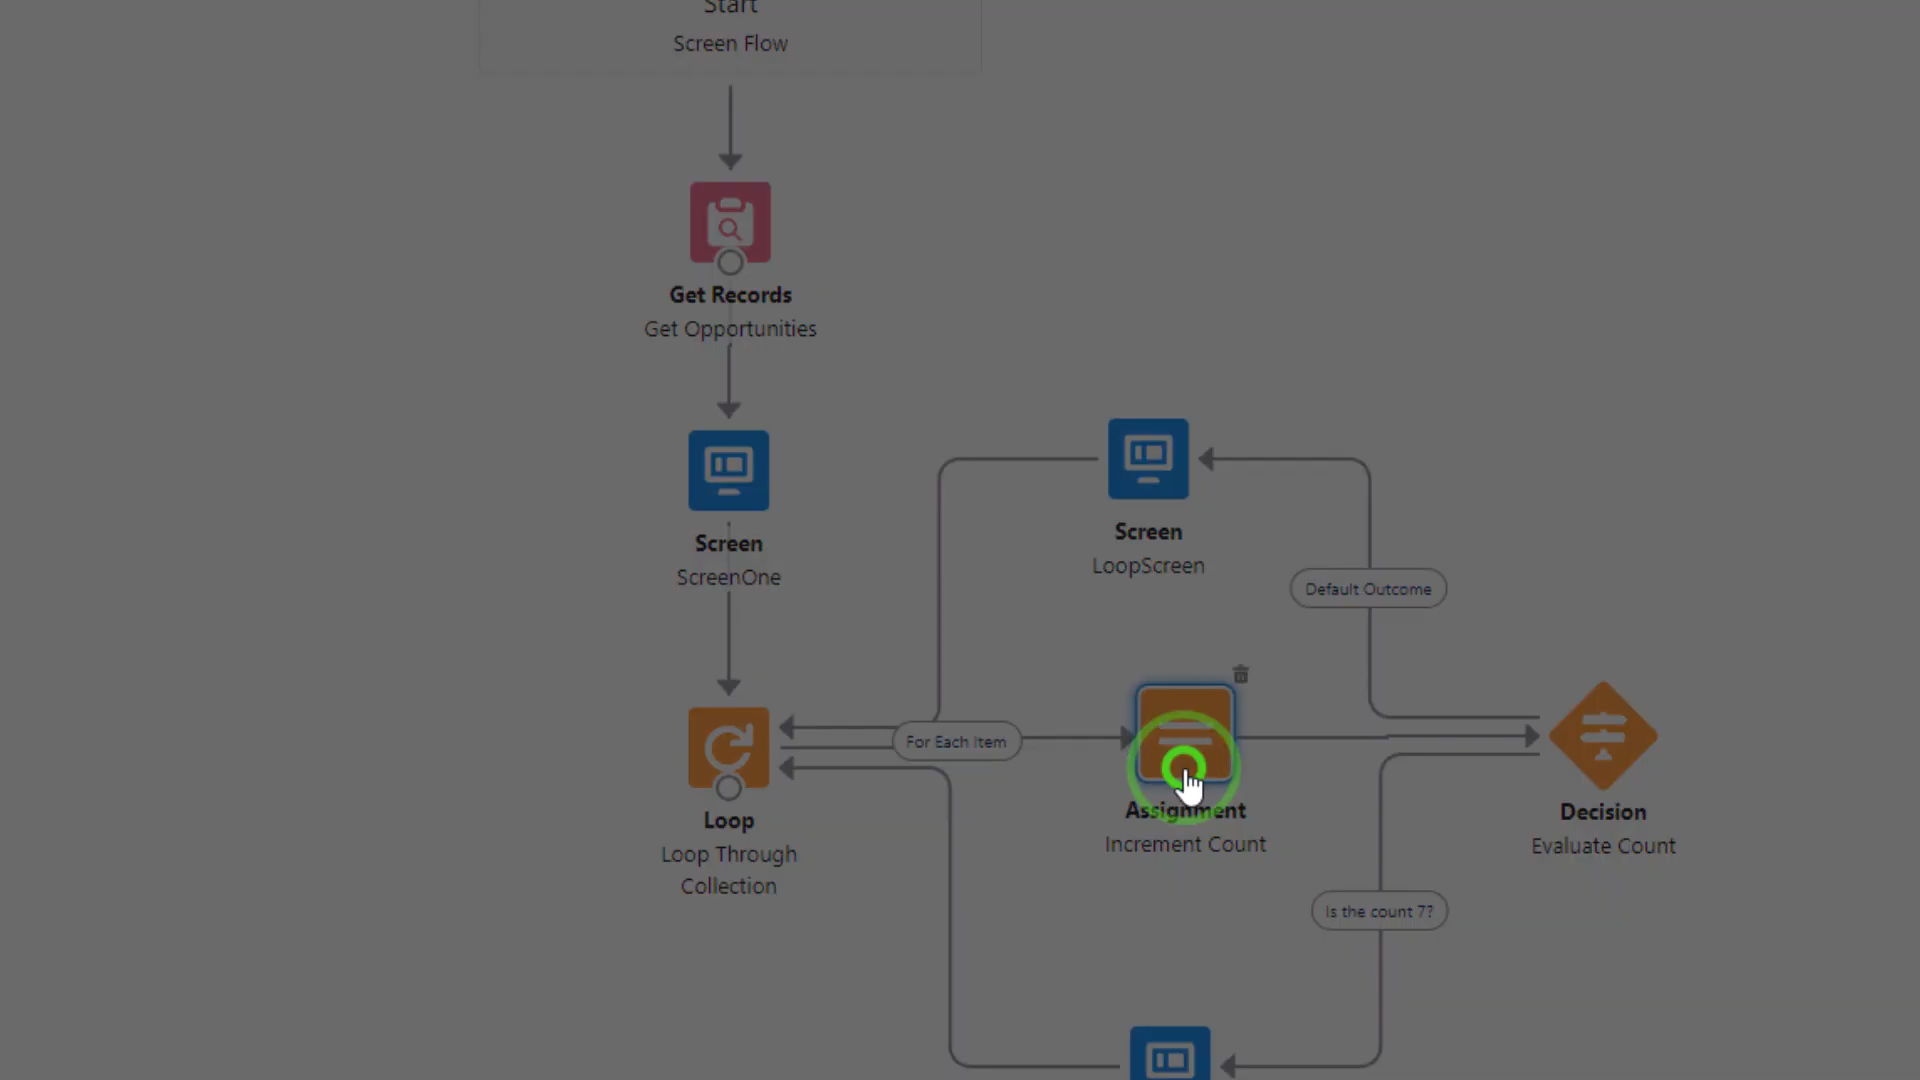 Start
Screen Flow
Get Records
Get Opportunities
Screen
ScreenOne
Screen
LoopScreen
Default Outcome
For Each Item
Loop
Loop Through
Collection
Assignment
Increment Count
Decision
Evaluate Count
Is the count 7?